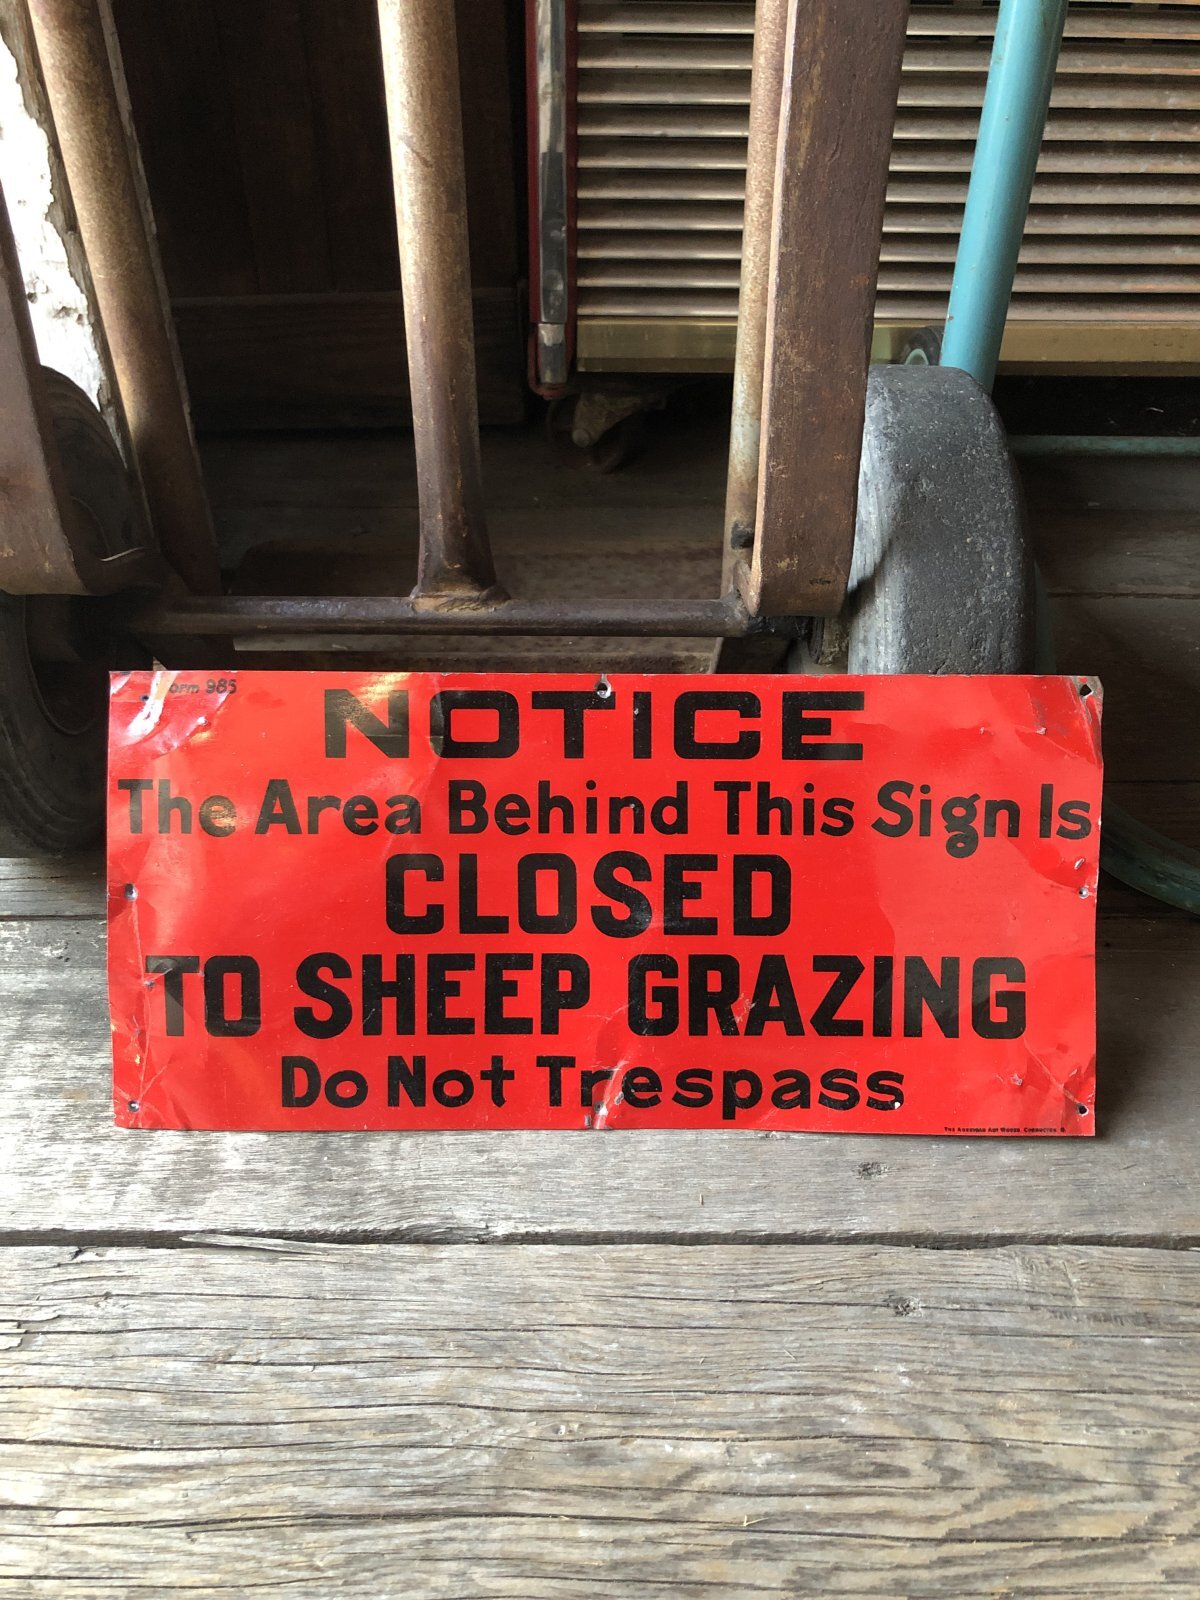 Form 985
NOTICE
The Area Behind This Sign Is
CLOSED
TO SHEEP GRAZING
Do Not Trespass